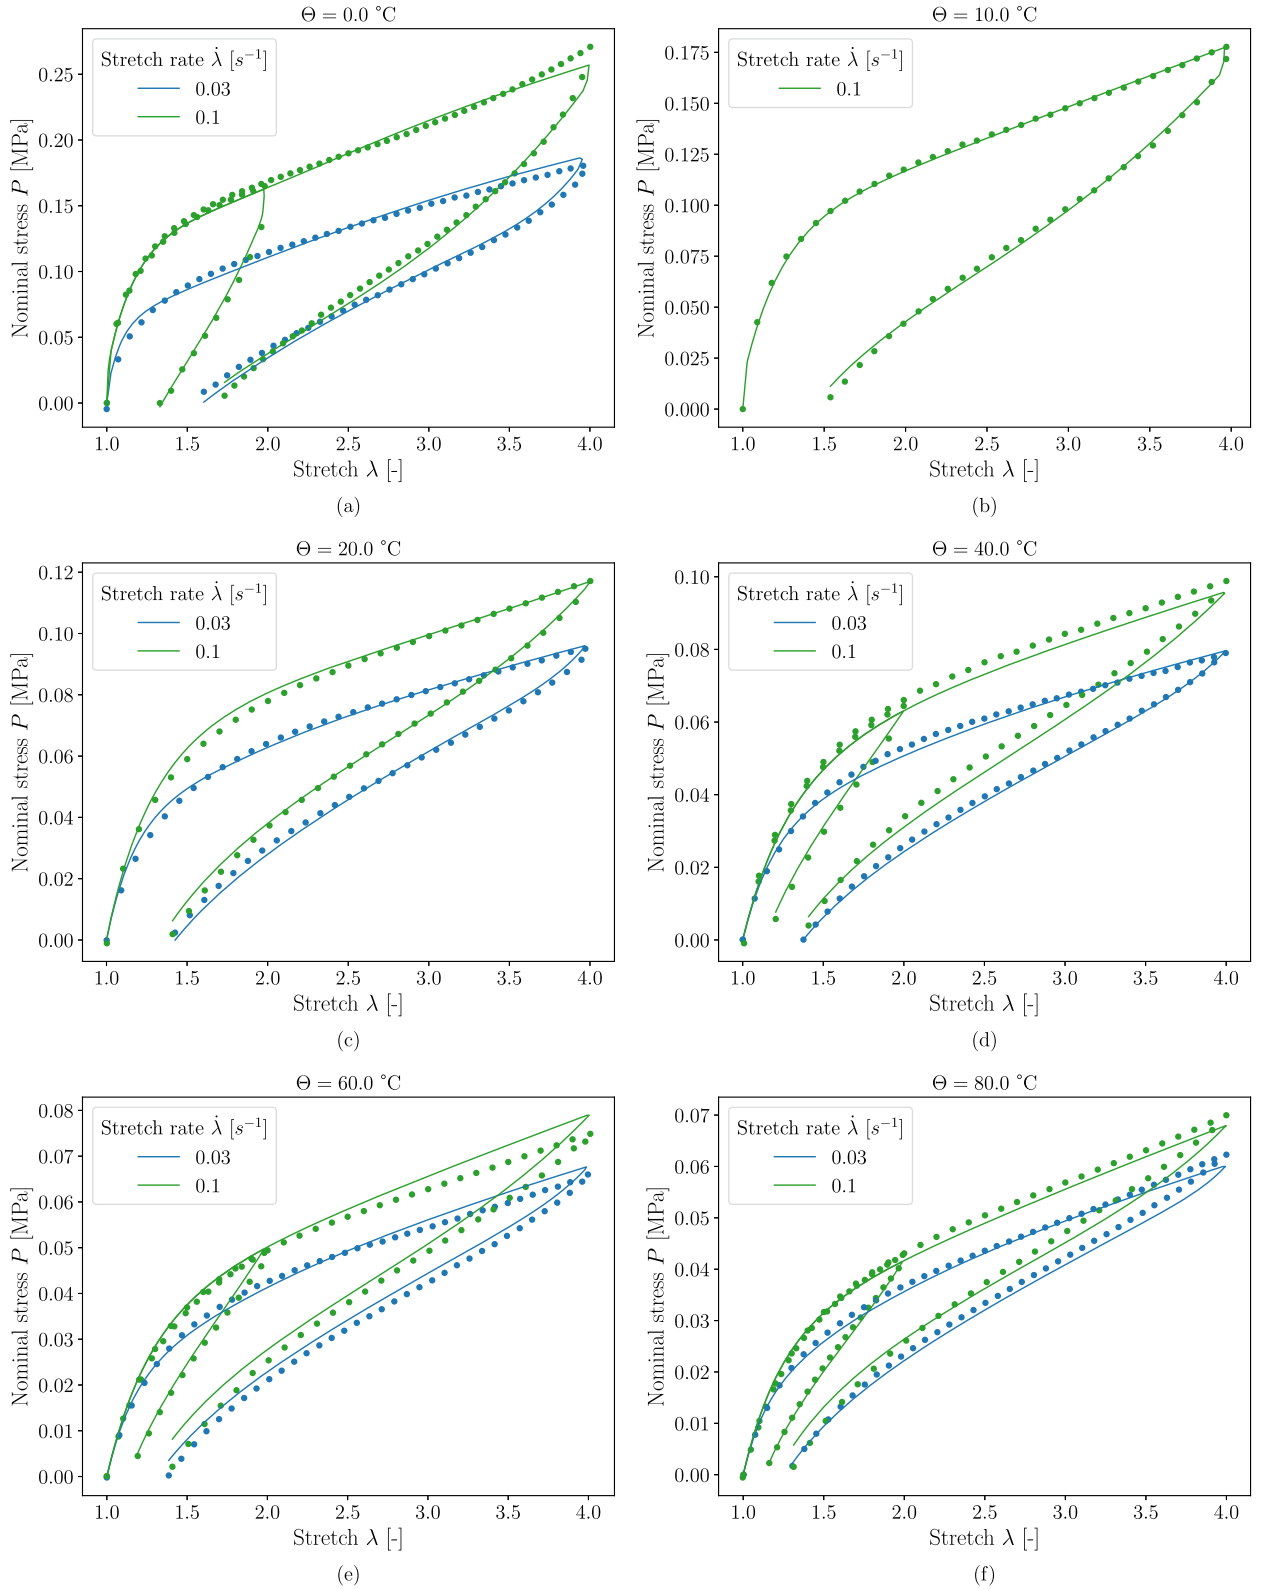 Θ = 0.0 °C
Stretch rate λ̇ [s⁻¹]
0.03
0.1
0.25
0.20
0.15
0.10
0.05
0.00
Nominal stress P [MPa]
1.0 1.5 2.0 2.5 3.0 3.5 4.0
Stretch λ [-]
(a)
Θ = 10.0 °C
Stretch rate λ̇ [s⁻¹]
0.1
0.175
0.150
0.125
0.100
0.075
0.050
0.025
0.000
Nominal stress P [MPa]
1.0 1.5 2.0 2.5 3.0 3.5 4.0
Stretch λ [-]
(b)
Θ = 20.0 °C
Stretch rate λ̇ [s⁻¹]
0.03
0.1
0.12
0.10
0.08
0.06
0.04
0.02
0.00
Nominal stress P [MPa]
1.0 1.5 2.0 2.5 3.0 3.5 4.0
Stretch λ [-]
(c)
Θ = 40.0 °C
Stretch rate λ̇ [s⁻¹]
0.03
0.1
0.10
0.08
0.06
0.04
0.02
0.00
Nominal stress P [MPa]
1.0 1.5 2.0 2.5 3.0 3.5 4.0
Stretch λ [-]
(d)
Θ = 60.0 °C
Stretch rate λ̇ [s⁻¹]
0.03
0.1
0.08
0.07
0.06
0.05
0.04
0.03
0.02
0.01
0.00
Nominal stress P [MPa]
1.0 1.5 2.0 2.5 3.0 3.5 4.0
Stretch λ [-]
(e)
Θ = 80.0 °C
Stretch rate λ̇ [s⁻¹]
0.03
0.1
0.07
0.06
0.05
0.04
0.03
0.02
0.01
0.00
Nominal stress P [MPa]
1.0 1.5 2.0 2.5 3.0 3.5 4.0
Stretch λ [-]
(f)